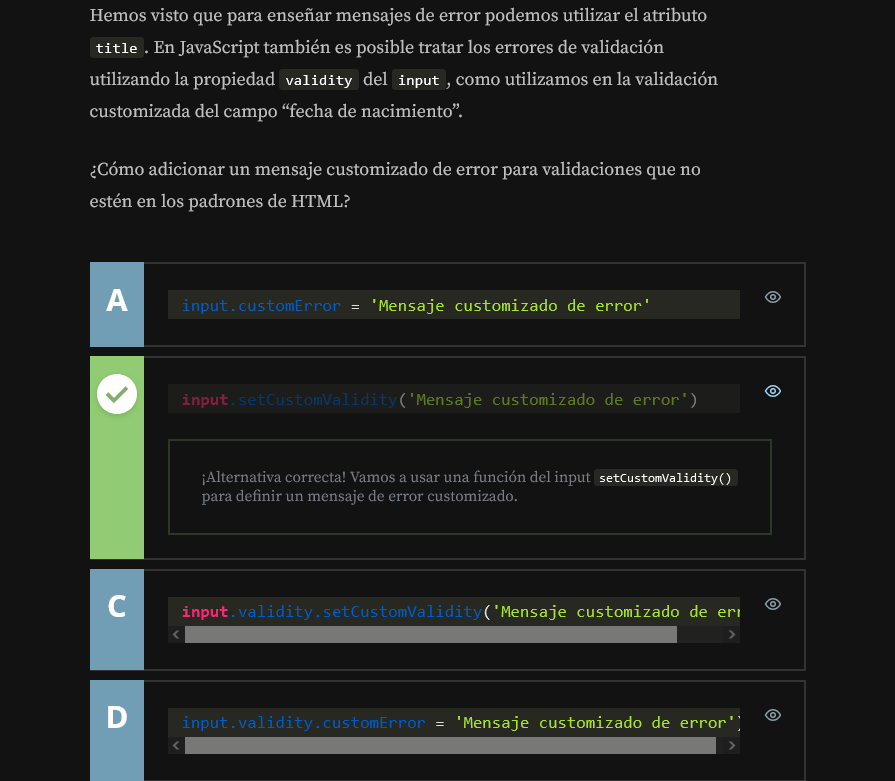 Hemos visto que para enseñar mensajes de error podemos utilizar el atributo
title. En JavaScript también es posible tratar los errores de validación
utilizando la propiedad validity del input, como utilizamos en la validación
customizada del campo “fecha de nacimiento”.
¿Cómo adicionar un mensaje customizado de error para validaciones que no
estén en los padrones de HTML?
A
input.customError = 'Mensaje customizado de error'
input.setCustomValidity('Mensaje customizado de error')
¡Alternativa correcta! Vamos a usar una función del input setCustomValidity()
para definir un mensaje de error customizado.
C
input.validity.setCustomValidity('Mensaje customizado de err
D
input.validity.customError = 'Mensaje customizado de error')